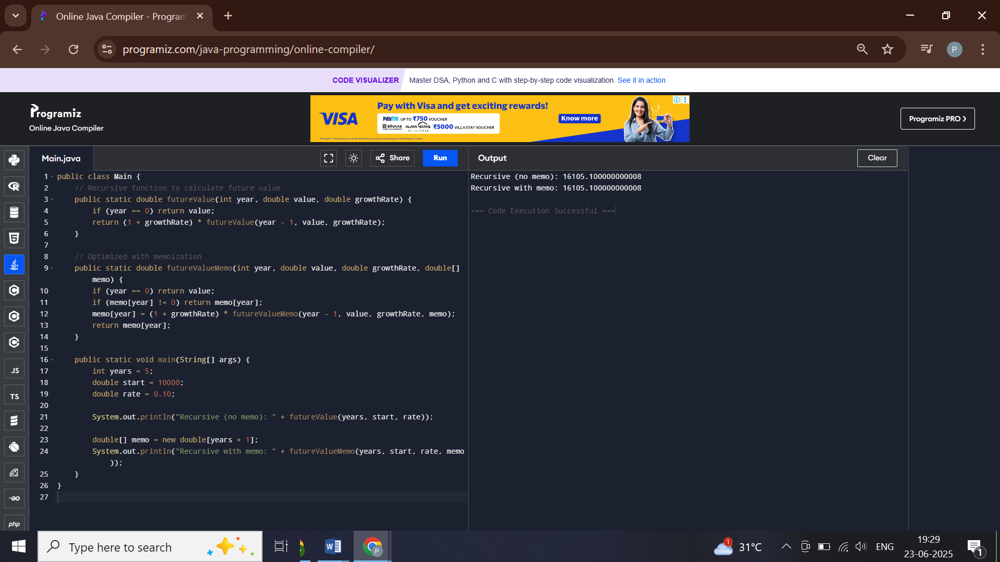 Online Java Compiler - Program
programiz.com/java-programming/online-compiler/
P
CODE VISUALIZER
Master DSA, Python and C with step-by-step code visualization. See it in action
Programiz
Online Java Compiler
VISA
Pay with Visa and get exciting rewards!
paytm UP TO ₹750 VOUCHER
elivaas ALAYA STAYS ₹5000 VILLA STAY VOUCHER
Know more
Programiz PRO
Main.java
Share
Run
Output
Clear
1 public class Main {
2 // Recursive function to calculate future value
3 public static double futureValue(int year, double value, double growthRate) {
4 if (year == 0) return value;
5 return (1 + growthRate) * futureValue(year - 1, value, growthRate);
6 }
7
8 // Optimized with memoization
9 public static double futureValueMemo(int year, double value, double growthRate, double[]
memo) {
10 if (year == 0) return value;
11 if (memo[year] != 0) return memo[year];
12 memo[year] = (1 + growthRate) * futureValueMemo(year - 1, value, growthRate, memo);
13 return memo[year];
14 }
15
16 public static void main(String[] args) {
17 int years = 5;
18 double start = 10000;
19 double rate = 0.10;
20
21 System.out.println("Recursive (no memo): " + futureValue(years, start, rate));
22
23 double[] memo = new double[years + 1];
24 System.out.println("Recursive with memo: " + futureValueMemo(years, start, rate, memo
));
25 }
26 }
27
Recursive (no memo): 16105.100000000008
Recursive with memo: 16105.100000000008
=== Code Execution Successful ===
R
C
C
C
JS
TS
GO
php
Type here to search
W
P
1
31°C
ENG
19:29
23-06-2025
1